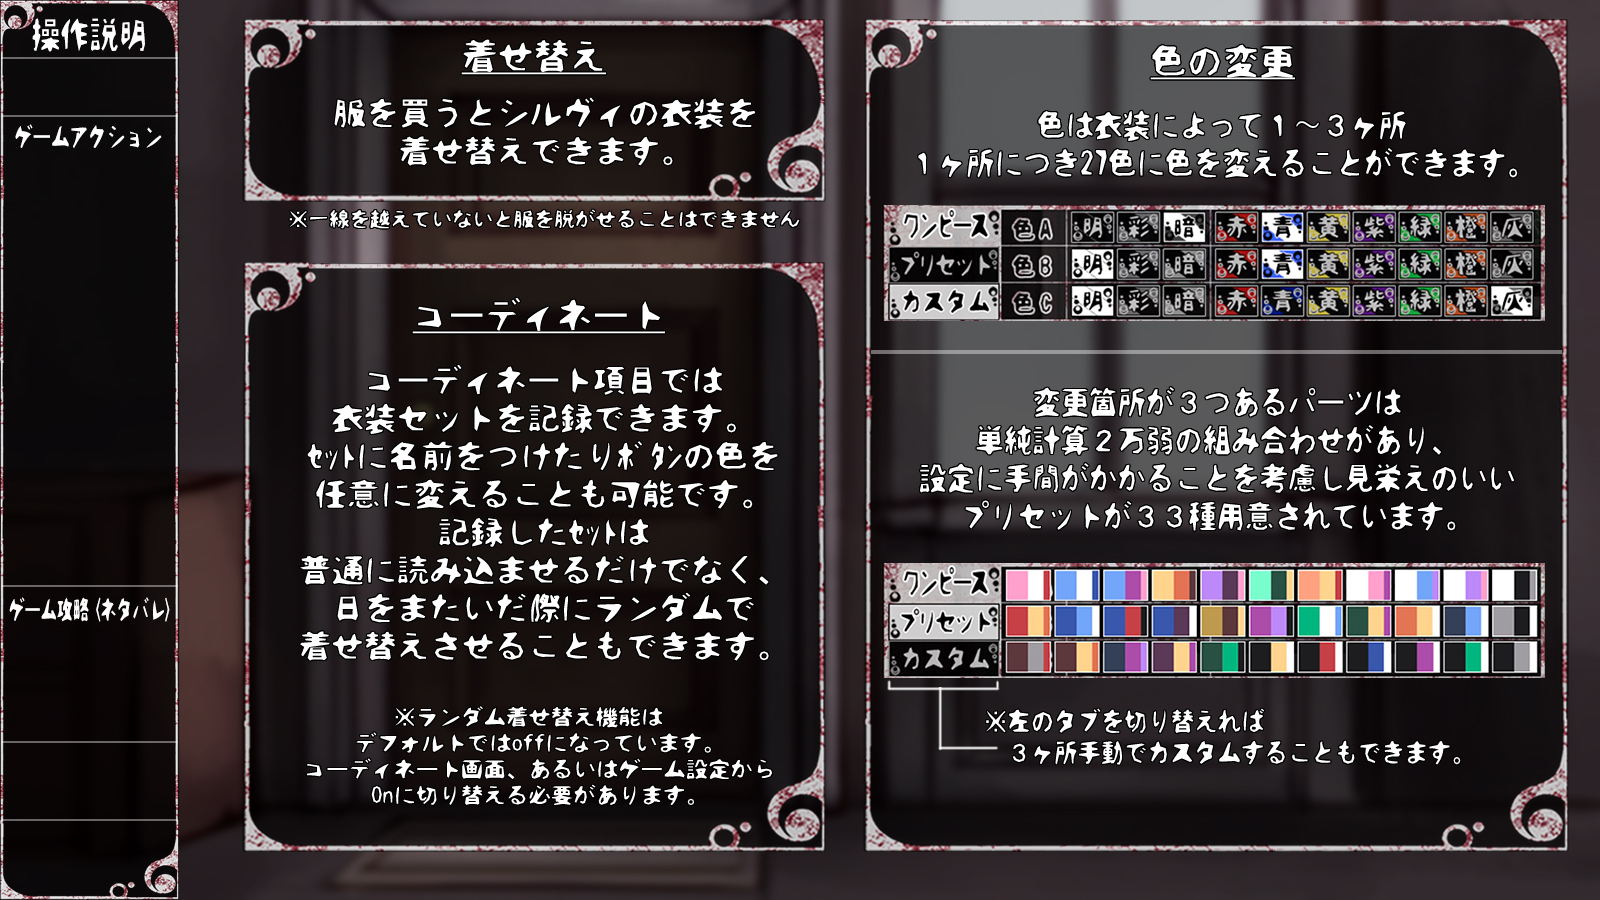 操作説明
ゲームアクション
ゲーム攻略(ネタバレ)
着せ替え
服を買うとシルヴィの衣装を
着せ替えできます。
※一線を越えていないと服を脱がせることはできません
コーディネート
コーディネート項目では
衣装セットを記録できます。
ｾｯﾄに名前をつけたりﾎﾞﾀﾝの色を
任意に変えることも可能です。
記録したｾｯﾄは
普通に読み込ませるだけでなく、
日をまたいだ際にランダムで
着せ替えさせることもできます。
※ランダム着せ替え機能は
デフォルトではoffになっています。
コーディネート画面、あるいはゲーム設定から
Onに切り替える必要があります。
色の変更
色は衣装によって１～３ヶ所
１ヶ所につき27色に色を変えることができます。
ワンピース 色A 明 彩 暗 赤 青 黄 紫 緑 橙 灰
プリセット 色B 明 彩 暗 赤 青 黄 紫 緑 橙 灰
カスタム 色C 明 彩 暗 赤 青 黄 紫 緑 橙 灰
変更箇所が３つあるパーツは
単純計算２万弱の組み合わせがあり、
設定に手間がかかることを考慮し見栄えのいい
プリセットが３３種用意されています。
ワンピース
プリセット
カスタム
※左のタブを切り替えれば
３ヶ所手動でカスタムすることもできます。